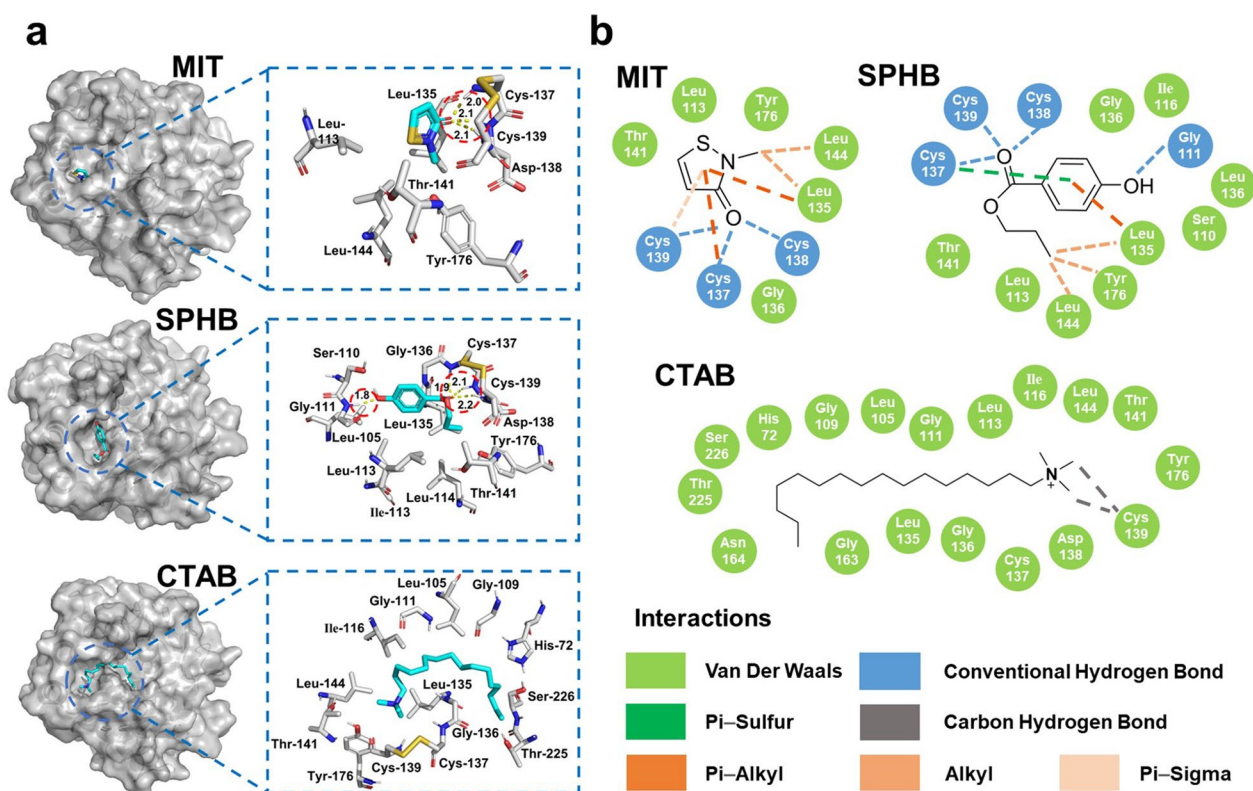 a
MIT
Leu-135
Cys-137
2.0
2.1
2.1
Leu-
113
Cys-139
Asp-138
Thr-141
Leu-144
Tyr-176
SPHB
Ser-110
Gly-136
Cys-137
1.9
2.1
1.8
Cys-139
2.2
Gly-111
Leu-135
Asp-138
Leu-105
Tyr-176
Leu-113
Leu-114
Thr-141
Ile-113
CTAB
Leu-105
Gly-109
Gly-111
Ile-116
His-72
Leu-144
Leu-135
Ser-226
Gly-136
Thr-141
Thr-225
Cys-139
Cys-137
Tyr-176
b
MIT
Leu
113
Tyr
176
Thr
141
S
N
Leu
144
Leu
135
O
Cys
139
Cys
137
Cys
138
Gly
136
SPHB
Cys
139
Cys
138
Gly
136
Ile
116
Gly
111
Cys
137
O
OH
Leu
136
O
Ser
110
Leu
135
Thr
141
Leu
113
Tyr
176
Leu
144
CTAB
Ser
226
His
72
Gly
109
Leu
105
Gly
111
Leu
113
Ile
116
Leu
144
Thr
141
Thr
225
N
+
Tyr
176
Asn
164
Gly
163
Leu
135
Gly
136
Cys
137
Asp
138
Cys
139
Interactions
Van Der Waals
Conventional Hydrogen Bond
Pi–Sulfur
Carbon Hydrogen Bond
Pi–Alkyl
Alkyl
Pi–Sigma